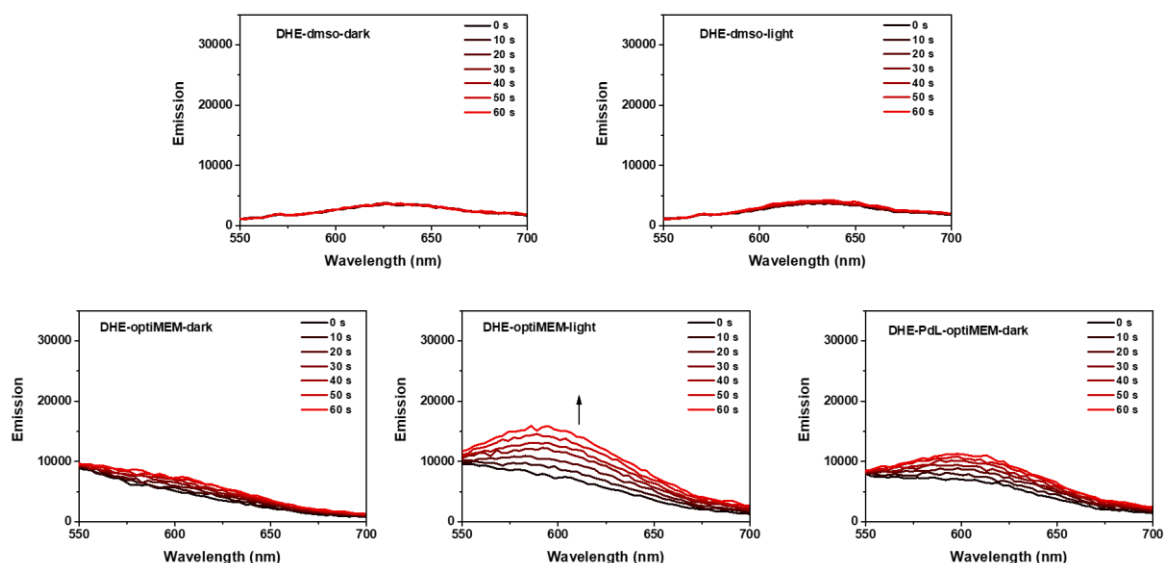 DHE-dmso-dark
0 s
10 s
20 s
30 s
40 s
50 s
60 s
30000
20000
10000
0
Emission
550
600
650
700
Wavelength (nm)
DHE-dmso-light
0 s
10 s
20 s
30 s
40 s
50 s
60 s
30000
20000
10000
0
Emission
550
600
650
700
Wavelength (nm)
DHE-optiMEM-dark
0 s
10 s
20 s
30 s
40 s
50 s
60 s
30000
20000
10000
0
Emission
550
600
650
700
Wavelength (nm)
DHE-optiMEM-light
0 s
10 s
20 s
30 s
40 s
50 s
60 s
30000
20000
10000
0
Emission
550
600
650
700
Wavelength (nm)
DHE-PdL-optiMEM-dark
0 s
10 s
20 s
30 s
40 s
50 s
60 s
30000
20000
10000
0
Emission
550
600
650
700
Wavelength (nm)